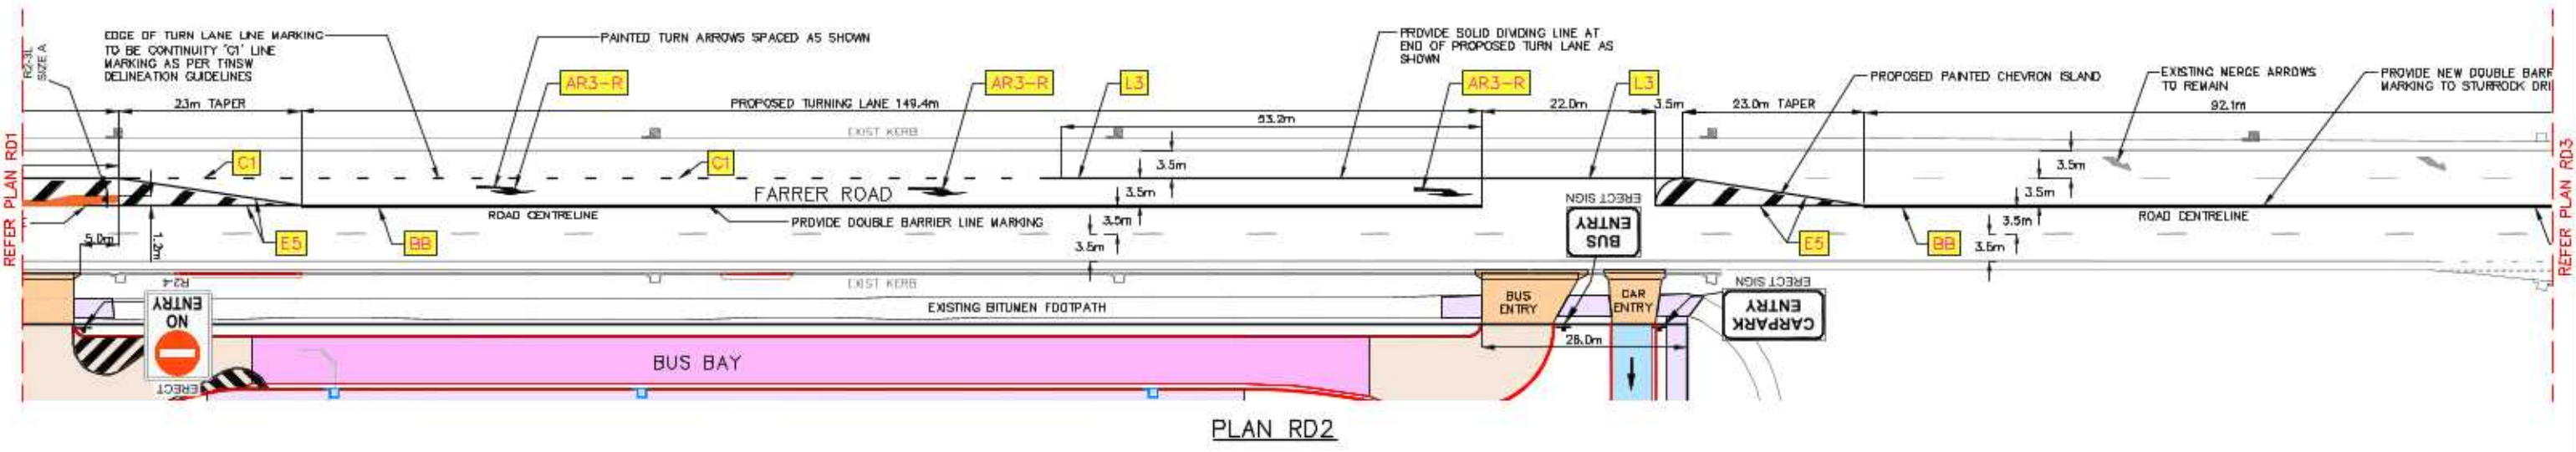 REFER PLAN RD1
R2-3L
SIZE A
EDGE OF TURN LANE LINE MARKING
TO BE CONTINUITY 'C1' LINE
MARKING AS PER TfNSW
DELINEATION GUIDELINES
PAINTED TURN ARROWS SPACED AS SHOWN
PROVIDE SOLID DIVIDING LINE AT
END OF PROPOSED TURN LANE AS
SHOWN
PROPOSED PAINTED CHEVRON ISLAND
EXISTING MERGE ARROWS
TO REMAIN
PROVIDE NEW DOUBLE BARR
MARKING TO STURROCK DRI
AR3-R
AR3-R
L3
AR3-R
L3
23m TAPER
PROPOSED TURNING LANE 149.4m
22.0m
3.5m
23.0m TAPER
92.1m
53.2m
EXIST KERB
C1
C1
3.5m
3.5m
FARRER ROAD
3.5m
3.5m
ROAD CENTRELINE
PROVIDE DOUBLE BARRIER LINE MARKING
3.5m
ROAD CENTRELINE
3.5m
5.0m
1.2m
E5
BB
3.5m
E5
BB
3.5m
ERECT SIGN
BUS
ENTRY
R2-4
EXIST KERB
ERECT SIGN
NO
ENTRY
ERECT
EXISTING BITUMEN FOOTPATH
BUS
ENTRY
CAR
ENTRY
CARPARK
ENTRY
28.0m
BUS BAY
REFER PLAN RD3
PLAN RD2